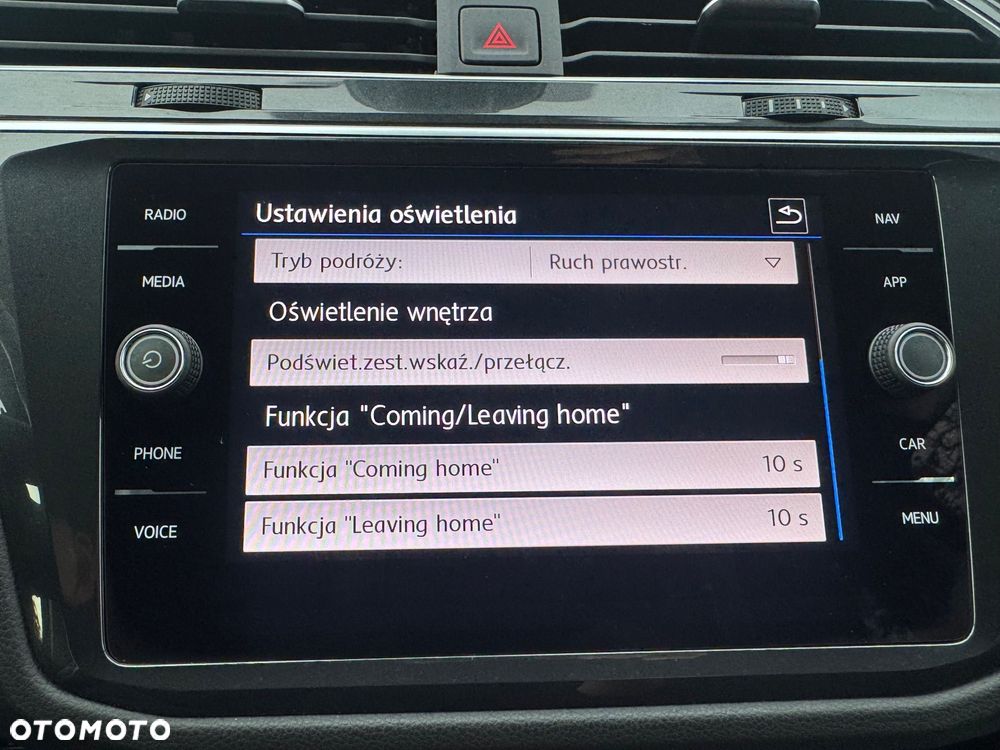 RADIO
MEDIA
PHONE
VOICE
Ustawienia oświetlenia
Tryb podróży: Ruch prawostr.
Oświetlenie wnętrza
Podświet.zest.wskaź./przełącz.
Funkcja "Coming/Leaving home"
Funkcja "Coming home" 10 s
Funkcja "Leaving home" 10 s
NAV
APP
CAR
MENU
OTOMOTO